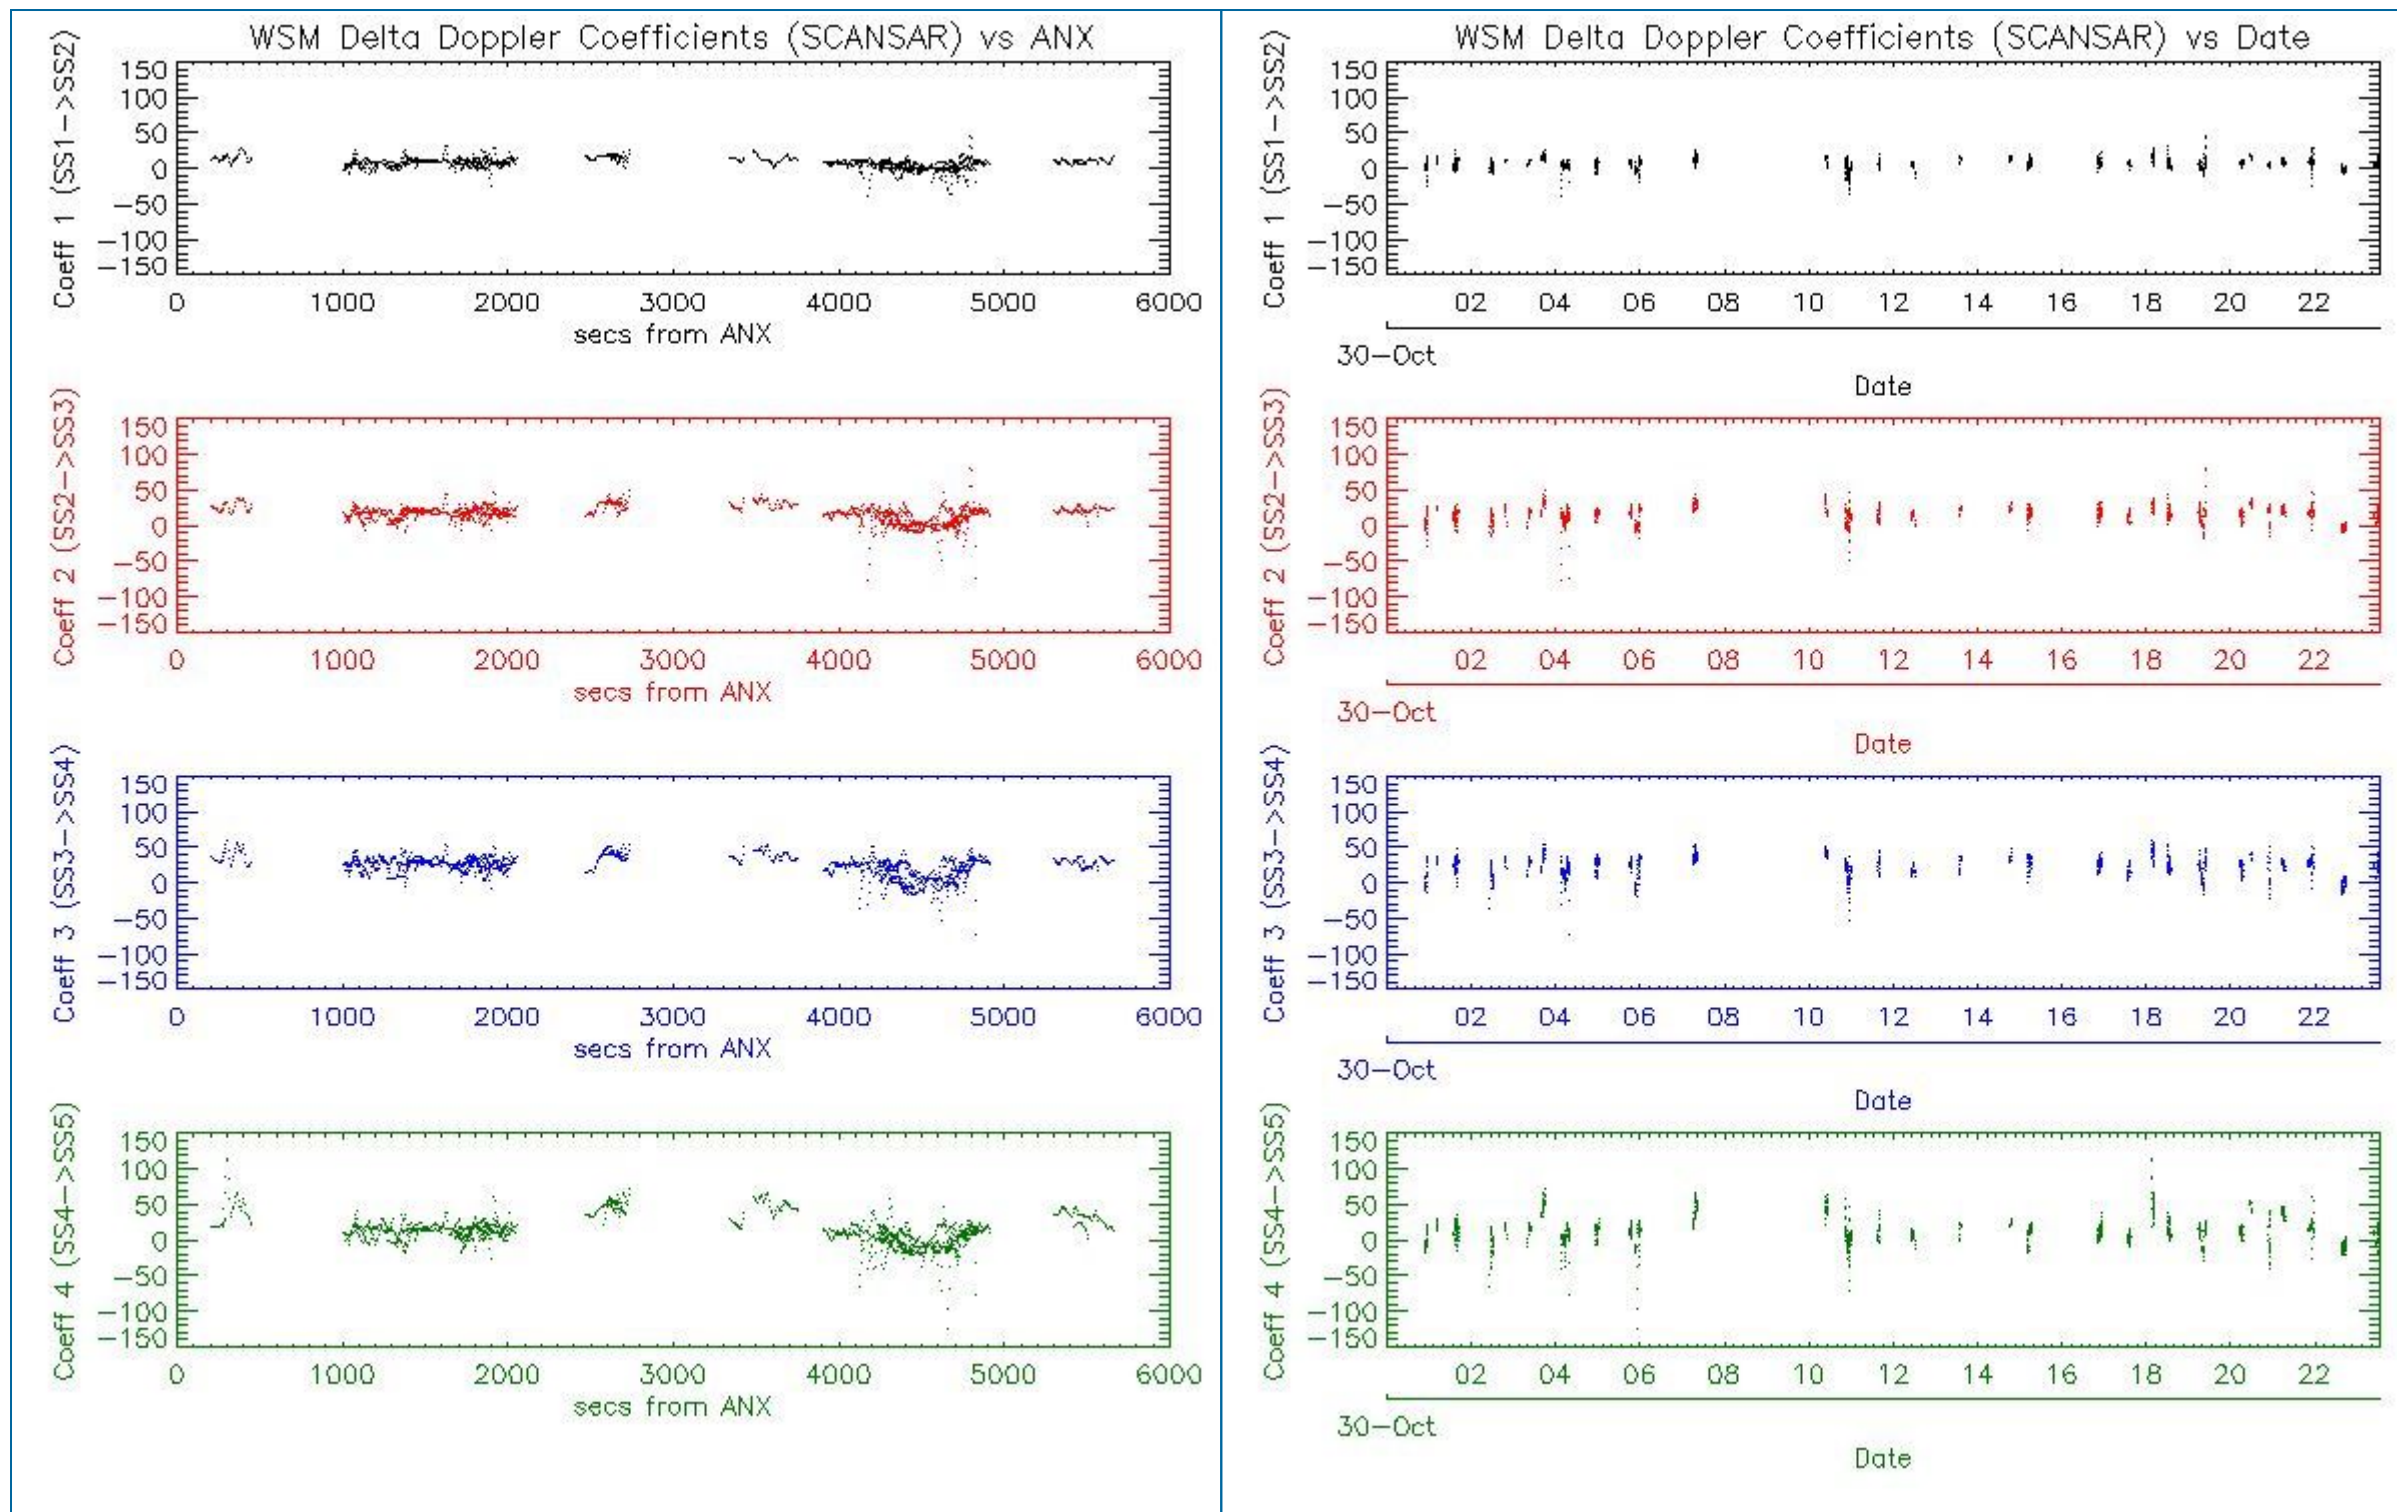 WSM Delta Doppler Coefficients (SCANSAR) vs ANX
Coeff 1 (SS1->SS2)
150
100
50
0
-50
-100
-150
0 1000 2000 3000 4000 5000 6000
secs from ANX
Coeff 2 (SS2->SS3)
150
100
50
0
-50
-100
-150
0 1000 2000 3000 4000 5000 6000
secs from ANX
Coeff 3 (SS3->SS4)
150
100
50
0
-50
-100
-150
0 1000 2000 3000 4000 5000 6000
secs from ANX
Coeff 4 (SS4->SS5)
150
100
50
0
-50
-100
-150
0 1000 2000 3000 4000 5000 6000
secs from ANX
WSM Delta Doppler Coefficients (SCANSAR) vs Date
Coeff 1 (SS1->SS2)
150
100
50
0
-50
-100
-150
02 04 06 08 10 12 14 16 18 20 22
30-Oct
Date
Coeff 2 (SS2->SS3)
150
100
50
0
-50
-100
-150
02 04 06 08 10 12 14 16 18 20 22
30-Oct
Date
Coeff 3 (SS3->SS4)
150
100
50
0
-50
-100
-150
02 04 06 08 10 12 14 16 18 20 22
30-Oct
Date
Coeff 4 (SS4->SS5)
150
100
50
0
-50
-100
-150
02 04 06 08 10 12 14 16 18 20 22
30-Oct
Date